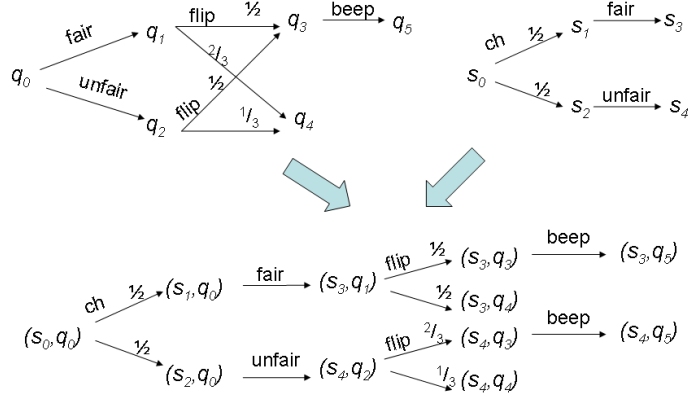 fair
unfair
q0
q1
q2
flip ½
2/3
½
flip
1/3
q3
q4
beep
q5
s0
ch
½
½
s1
s2
fair
unfair
s3
s4
(s0,q0)
ch
½
½
(s1,q0)
(s2,q0)
fair
unfair
(s3,q1)
(s4,q2)
flip ½
½
flip 2/3
1/3
(s3,q3)
(s3,q4)
(s4,q3)
(s4,q4)
beep
beep
(s3,q5)
(s4,q5)